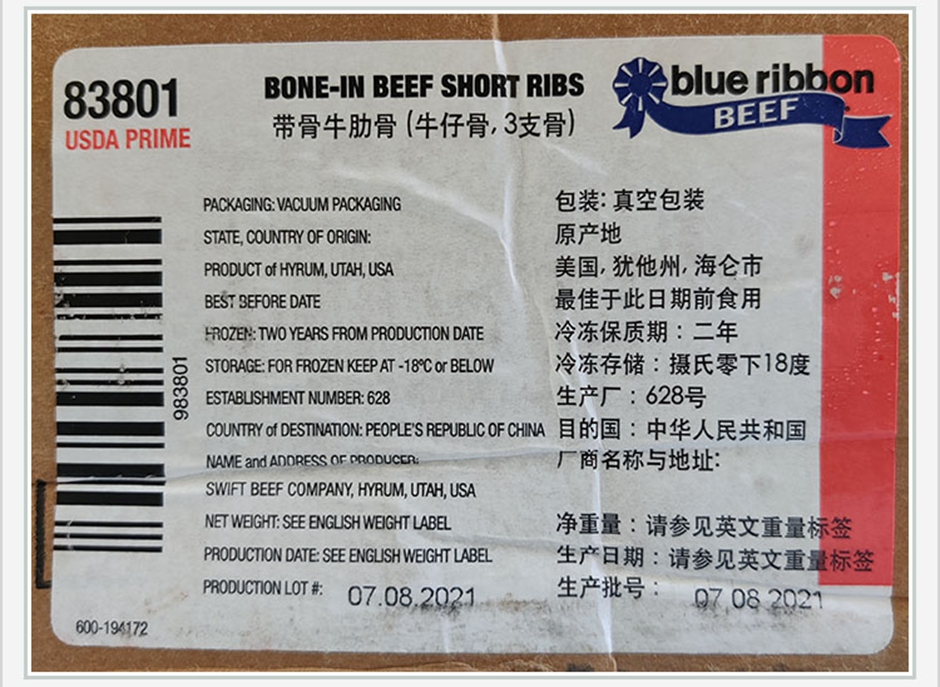 83801
USDA PRIME
BONE-IN BEEF SHORT RIBS
带骨牛肋骨 (牛仔骨, 3支骨)
blue ribbon
BEEF
PACKAGING: VACUUM PACKAGING
包装: 真空包装
STATE, COUNTRY OF ORIGIN:
原产地
PRODUCT of HYRUM, UTAH, USA
美国, 犹他州, 海仑市
BEST BEFORE DATE
最佳于此日期前食用
FROZEN: TWO YEARS FROM PRODUCTION DATE
冷冻保质期：二年
STORAGE: FOR FROZEN KEEP AT -18ºC or BELOW
冷冻存储：摄氏零下18度
ESTABLISHMENT NUMBER: 628
生产厂：628号
COUNTRY of DESTINATION: PEOPLE'S REPUBLIC OF CHINA
目的国：中华人民共和国
NAME and ADDRESS OF PRODUCER:
厂商名称与地址:
SWIFT BEEF COMPANY, HYRUM, UTAH, USA
NET WEIGHT: SEE ENGLISH WEIGHT LABEL
净重量：请参见英文重量标签
PRODUCTION DATE: SEE ENGLISH WEIGHT LABEL
生产日期：请参见英文重量标签
PRODUCTION LOT #: 07.08.2021
生产批号： 07 08 2021
983801
600-194172